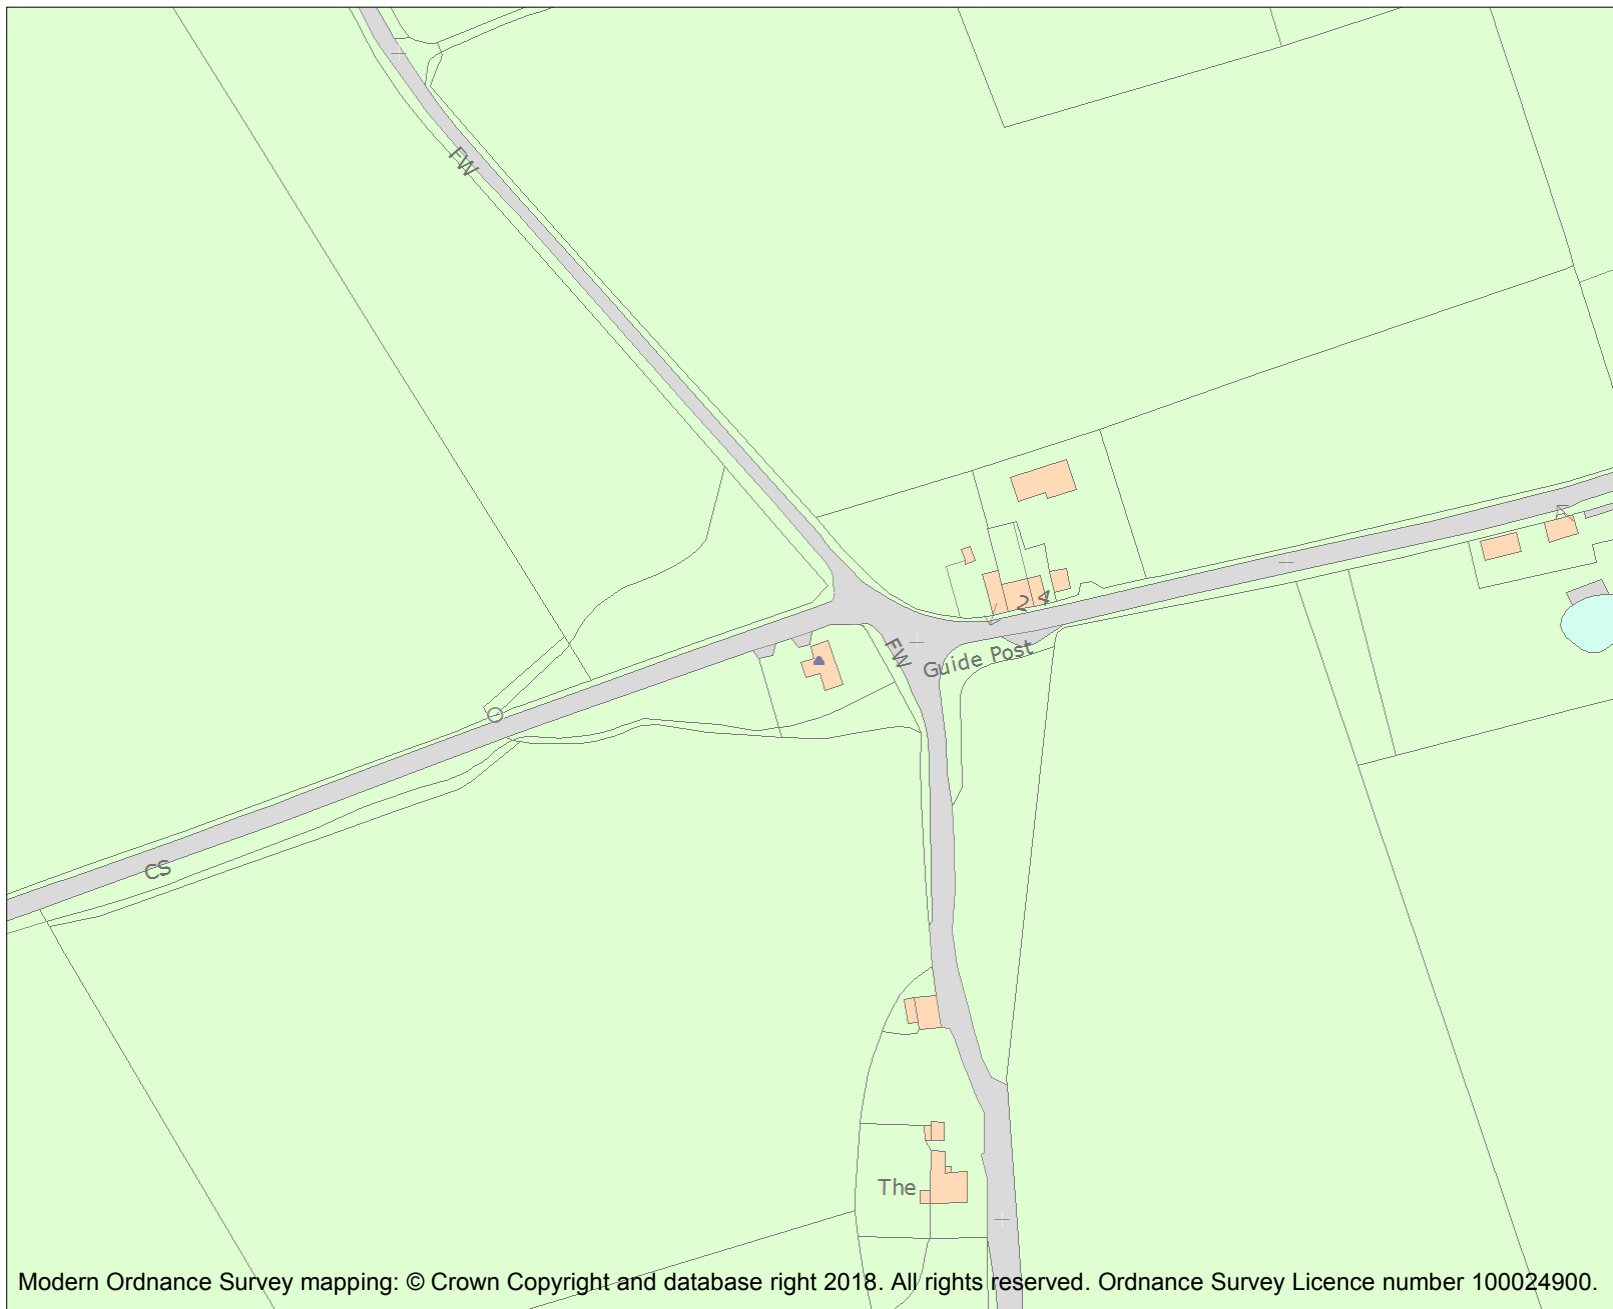 FW
2 4
FW
Guide Post
CS
The
Modern Ordnance Survey mapping: © Crown Copyright and database right 2018. All rights reserved. Ordnance Survey Licence number 100024900.